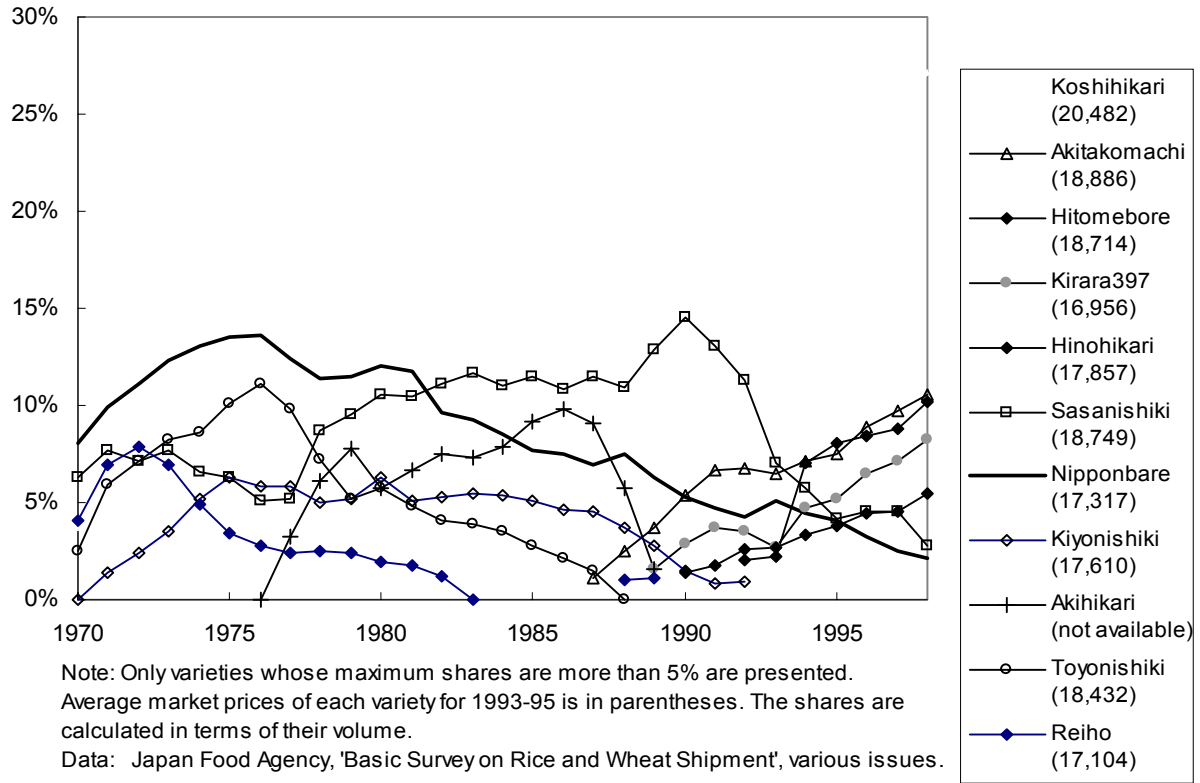 30%
25%
20%
15%
10%
5%
0%
1970 1975 1980 1985 1990 1995
Koshihikari
(20,482)
Akitakomachi
(18,886)
Hitomebore
(18,714)
Kirara397
(16,956)
Hinohikari
(17,857)
Sasanishiki
(18,749)
Nipponbare
(17,317)
Kiyonishiki
(17,610)
Akihikari
(not available)
Toyonishiki
(18,432)
Reiho
(17,104)
Note: Only varieties whose maximum shares are more than 5% are presented.
Average market prices of each variety for 1993-95 is in parentheses. The shares are
calculated in terms of their volume.
Data: Japan Food Agency, 'Basic Survey on Rice and Wheat Shipment', various issues.